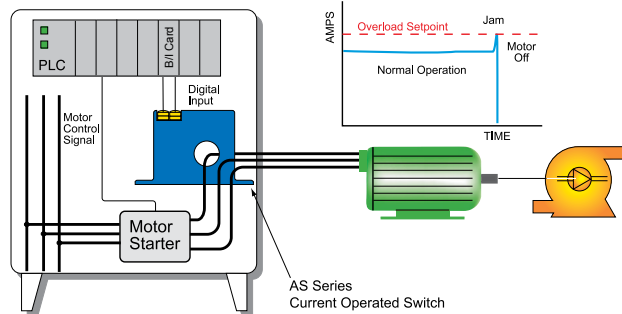 PLC
B/I Card
Digital
Input
Motor
Control
Signal
Motor
Starter
AS Series
Current Operated Switch
AMPS
Overload Setpoint
Jam
Motor
Off
Normal Operation
TIME